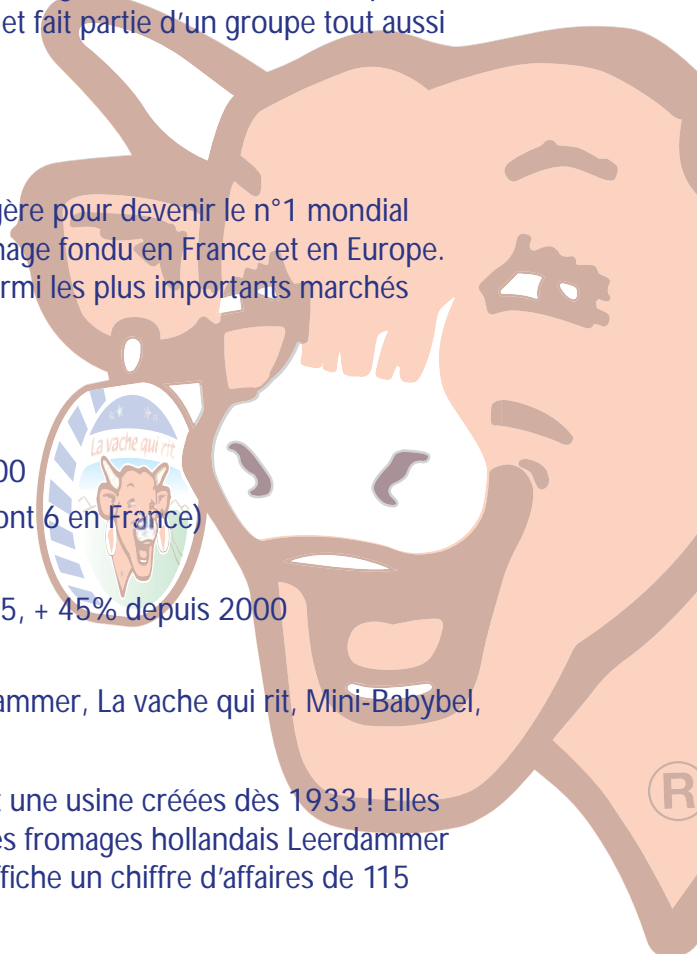 et fait partie d'un groupe tout aussi
gère pour devenir le n°1 mondial
nage fondu en France et en Europe.
armi les plus importants marchés
La vache qui rit
00
ont 6 en France)
5, + 45% depuis 2000
ammer, La vache qui rit, Mini-Babybel,
t une usine créées dès 1933 ! Elles
es fromages hollandais Leerdammer
ffiche un chiffre d'affaires de 115
®